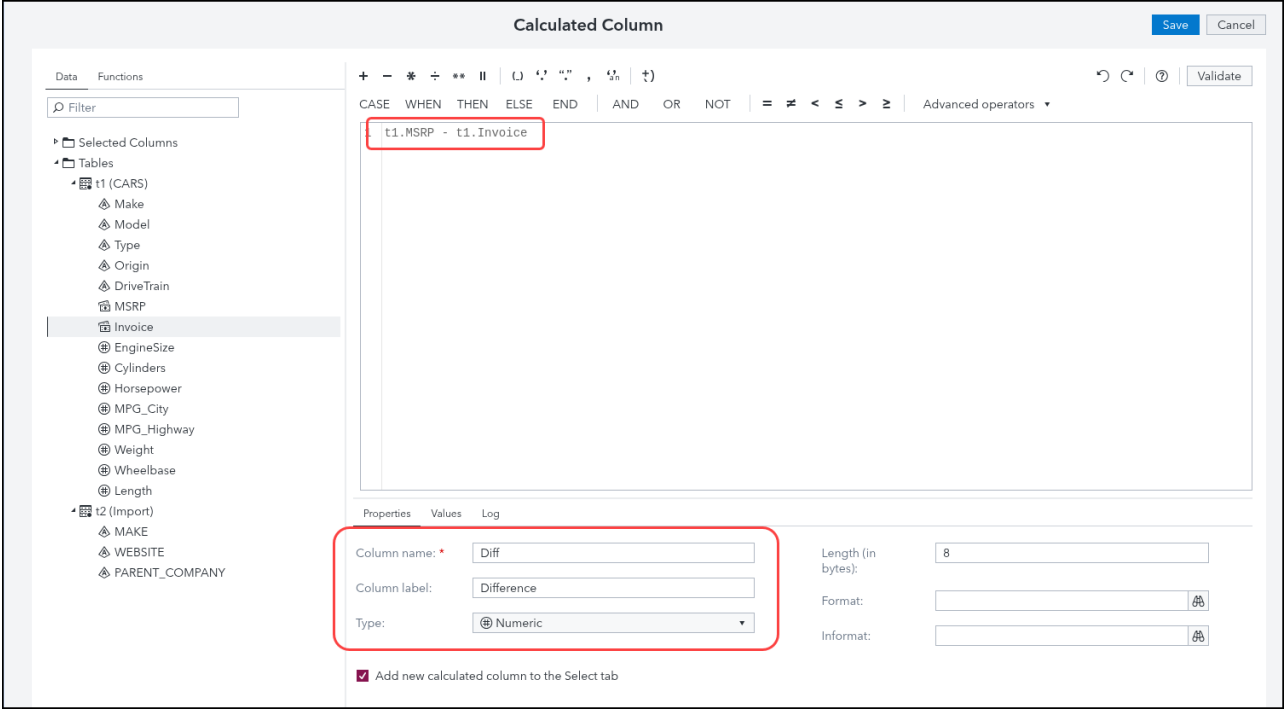 Calculated Column
Save
Cancel
Data
Functions
Filter
Selected Columns
Tables
t1 (CARS)
Make
Model
Type
Origin
DriveTrain
MSRP
Invoice
EngineSize
Cylinders
Horsepower
MPG_City
MPG_Highway
Weight
Wheelbase
Length
t2 (Import)
MAKE
WEBSITE
PARENT_COMPANY
+ − * ÷ ** || (,) ‘,’ “,” , ‘⁄’n +)
Validate
CASE WHEN THEN ELSE END AND OR NOT = ≠ < ≤ > ≥ Advanced operators
1 t1.MSRP - t1.Invoice
Properties Values Log
Column name: * Diff
Column label: Difference
Type: Numeric
Length (in
bytes): 8
Format:
Informat:
Add new calculated column to the Select tab